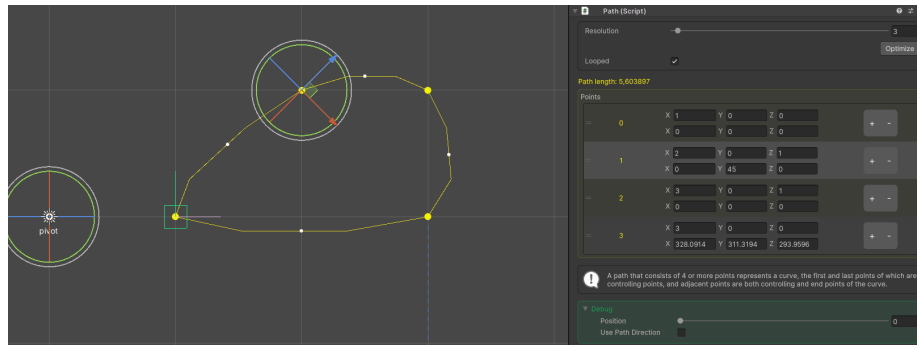 Path (Script)
Resolution 3
Optimize
Looped
Path length: 5,603897
Points
0 X 1 Y 0 Z 0
X 0 Y 0 Z 0
+ -
1 X 2 Y 0 Z 1
X 0 Y 45 Z 0
+ -
2 X 3 Y 0 Z 1
X 0 Y 0 Z 0
+ -
3 X 3 Y 0 Z 0
X 328.0914 Y 311.3194 Z 293.9596
+ -
A path that consists of 4 or more points represents a curve, the first and last points of which are
controlling points, and adjacent points are both controlling and end points of the curve.
Debug
Position 0
Use Path Direction
pivot